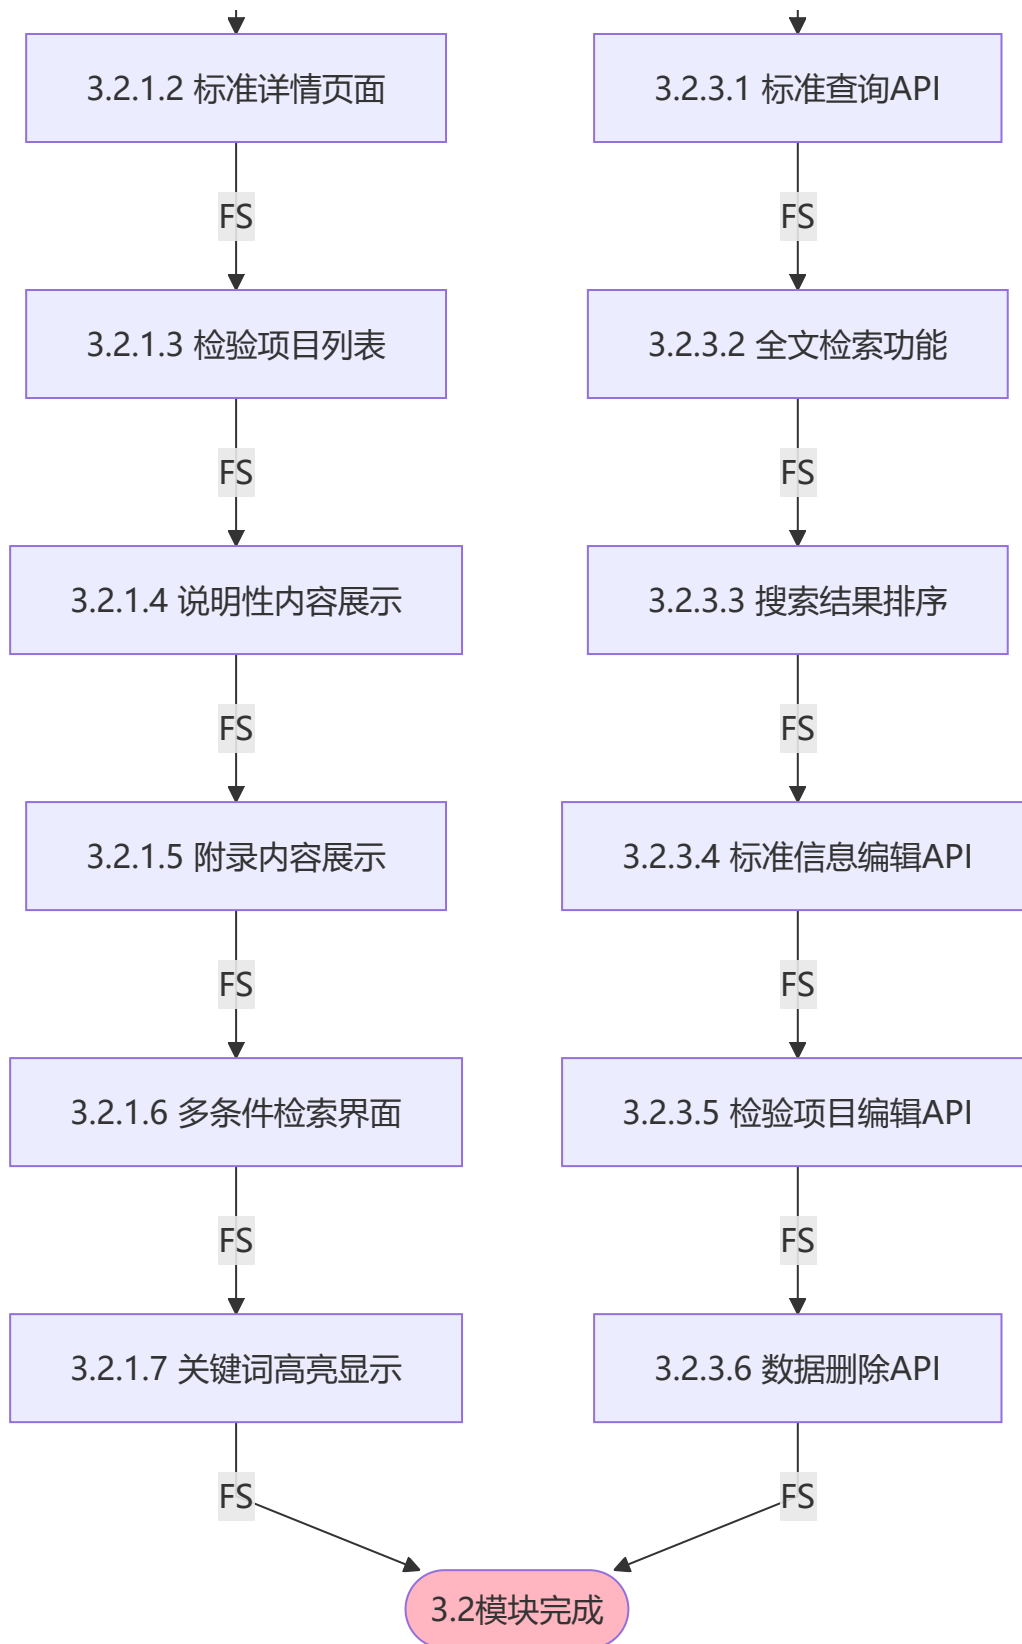 3.2.1.2 标准详情页面
3.2.3.1 标准查询API
FS
FS
3.2.1.3 检验项目列表
3.2.3.2 全文检索功能
FS
FS
3.2.1.4 说明性内容展示
3.2.3.3 搜索结果排序
FS
FS
3.2.1.5 附录内容展示
3.2.3.4 标准信息编辑API
FS
FS
3.2.1.6 多条件检索界面
3.2.3.5 检验项目编辑API
FS
FS
3.2.1.7 关键词高亮显示
3.2.3.6 数据删除API
FS
FS
3.2模块完成